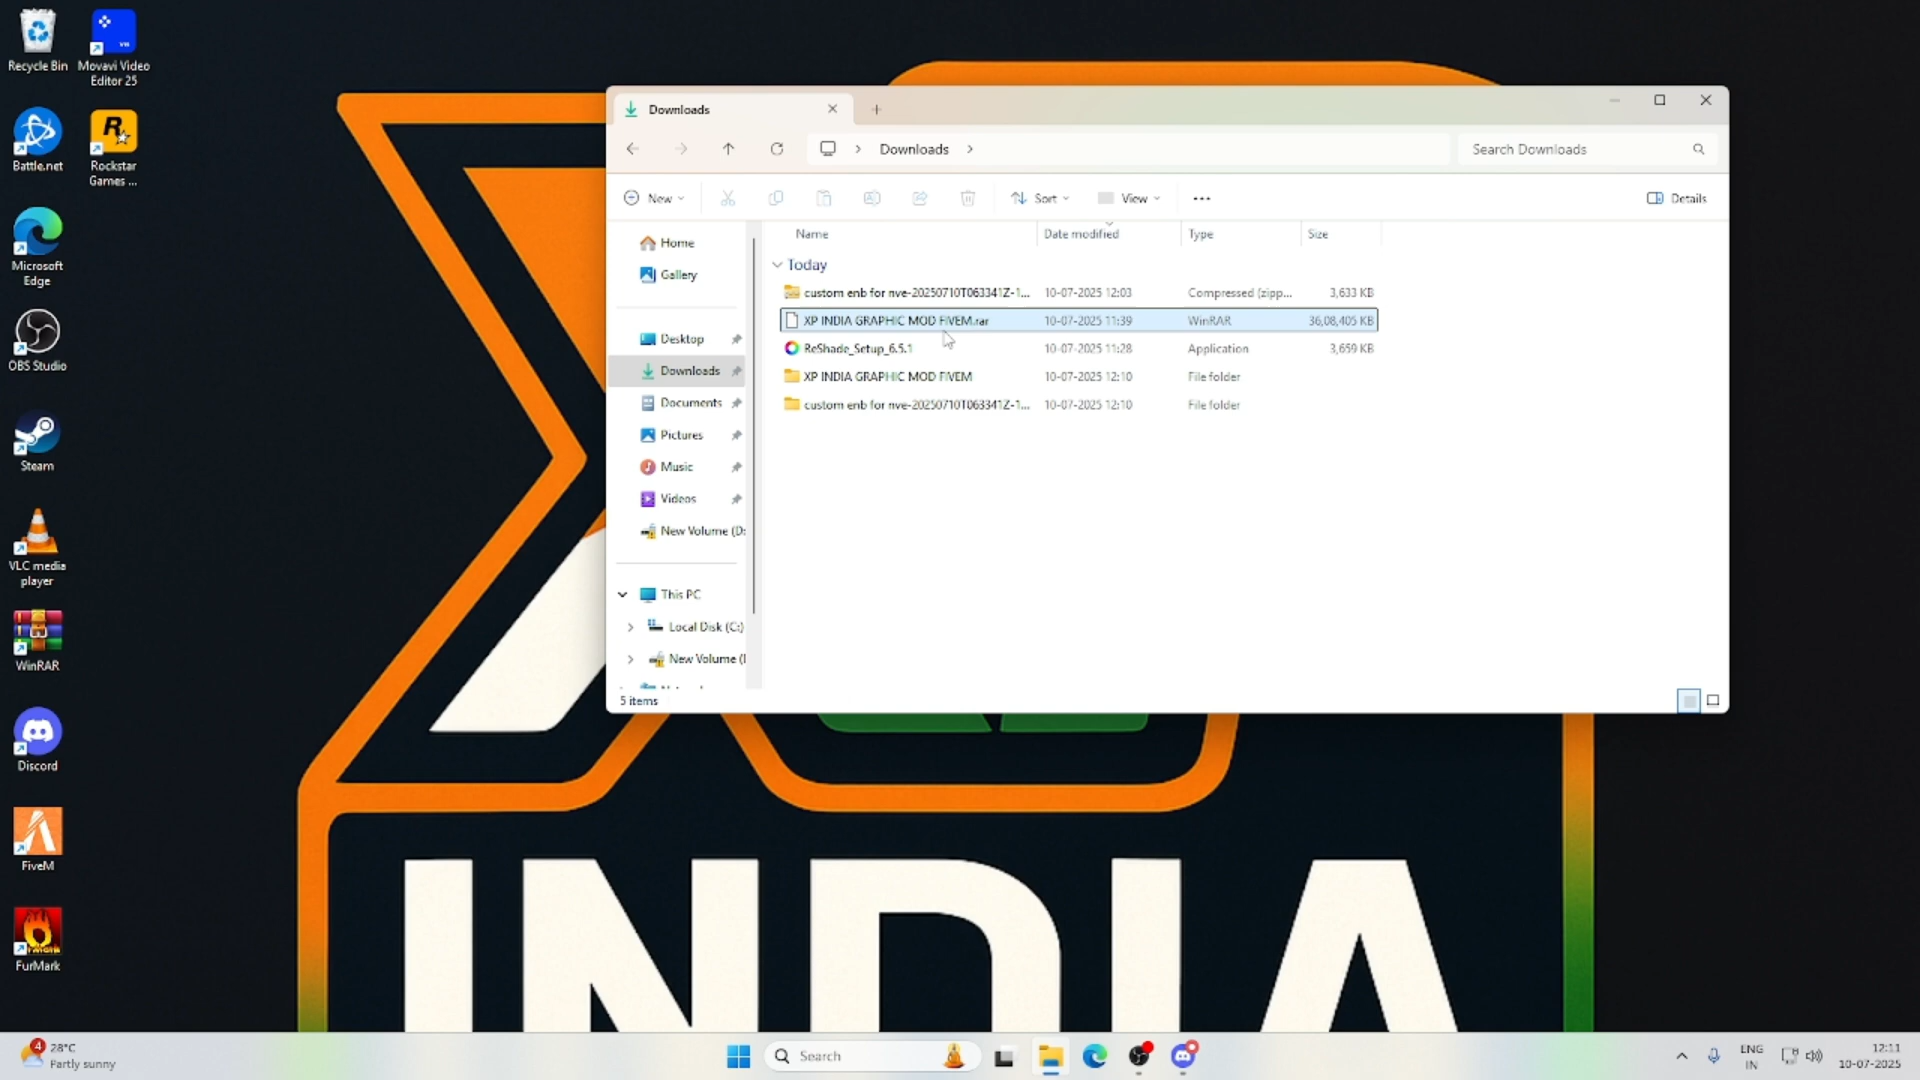 Recycle Bin
Movavi Video
Editor 25
Battle.net
Rockstar
Games ...
Microsoft
Edge
OBS Studio
Steam
VLC media
player
WinRAR
Discord
FiveM
FurMark
Downloads
Downloads
Search Downloads
New
Sort
View
Details
Home
Gallery
Desktop
Downloads
Documents
Pictures
Music
Videos
New Volume (D:
This PC
Local Disk (C:)
New Volume (I
Name Date modified Type Size
Today
custom enb for nve-20250710T063341Z-1... 10-07-2025 12:03 Compressed (zipp... 3,633 KB
XP INDIA GRAPHIC MOD FIVEM.rar 10-07-2025 11:39 WinRAR 36,08,405 KB
ReShade_Setup_6.5.1 10-07-2025 11:28 Application 3,659 KB
XP INDIA GRAPHIC MOD FIVEM 10-07-2025 12:10 File folder
custom enb for nve-20250710T063341Z-1... 10-07-2025 12:10 File folder
5 items
INDIA
4
28°C
Partly sunny
Search
ENG
IN
12:11
10-07-2025